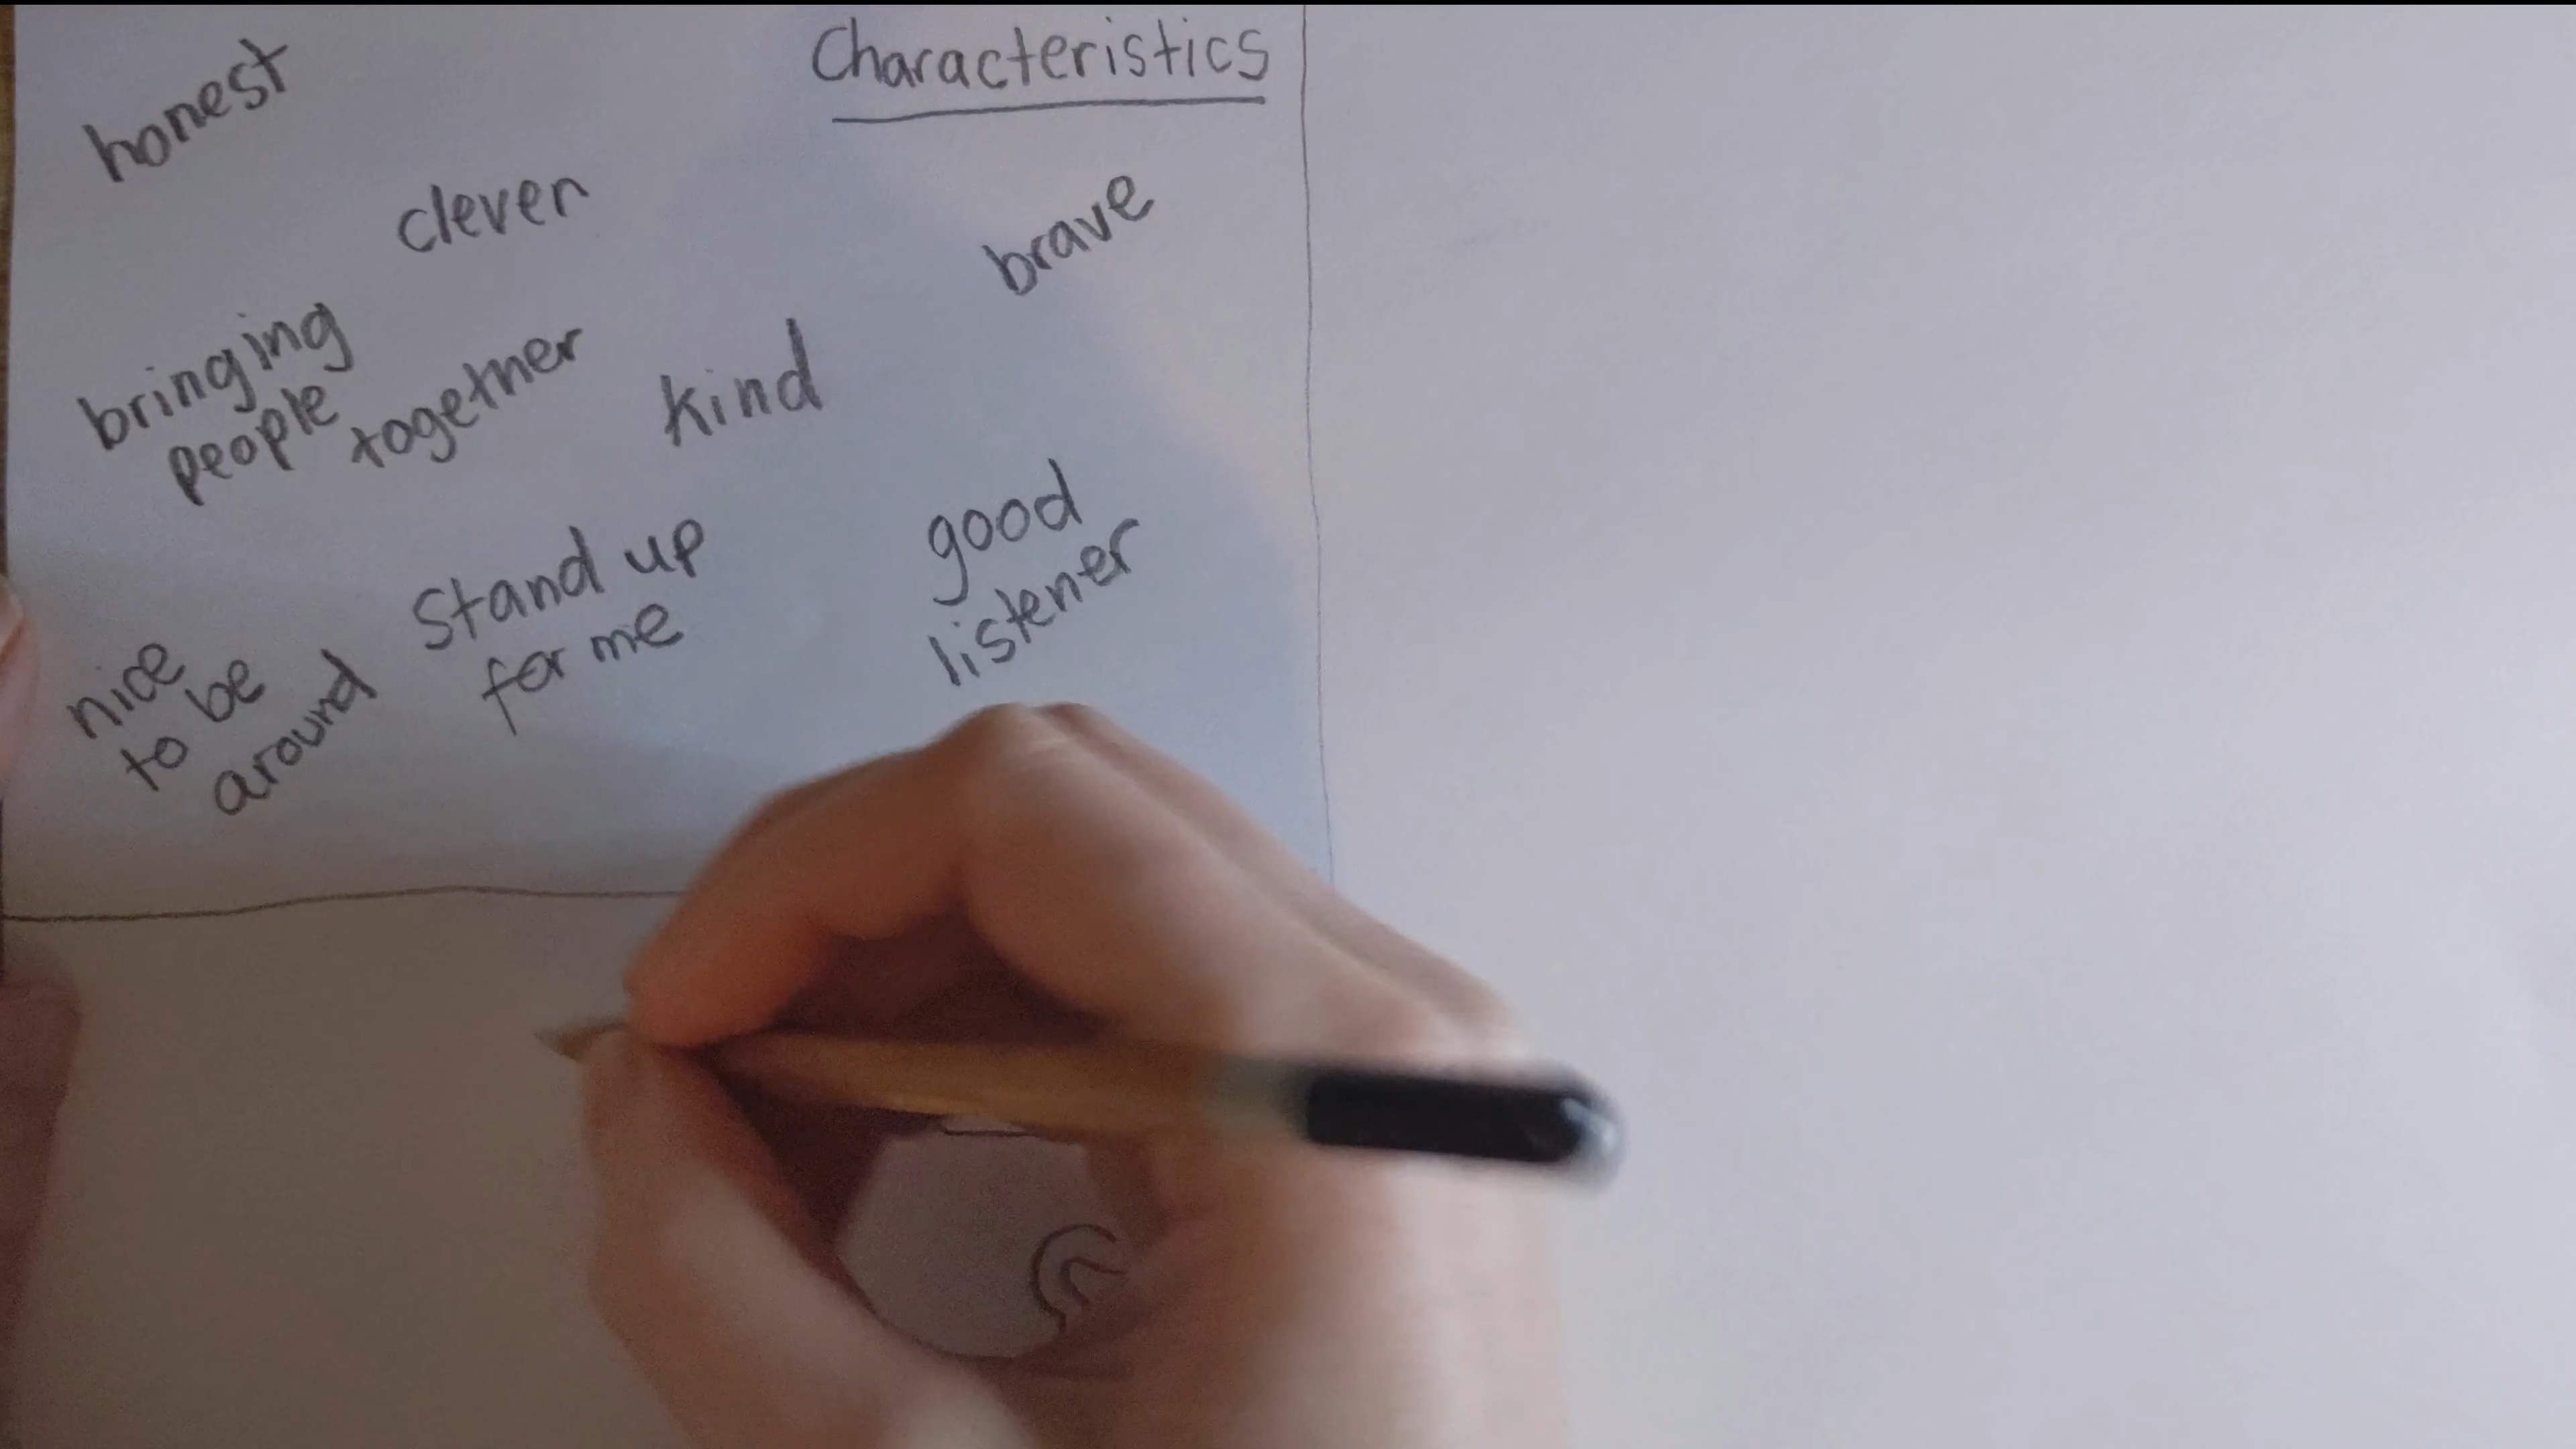 Characteristics
honest
clever
brave
bringing
people together
kind
good
listener
Stand up
for me
nice
to be
around